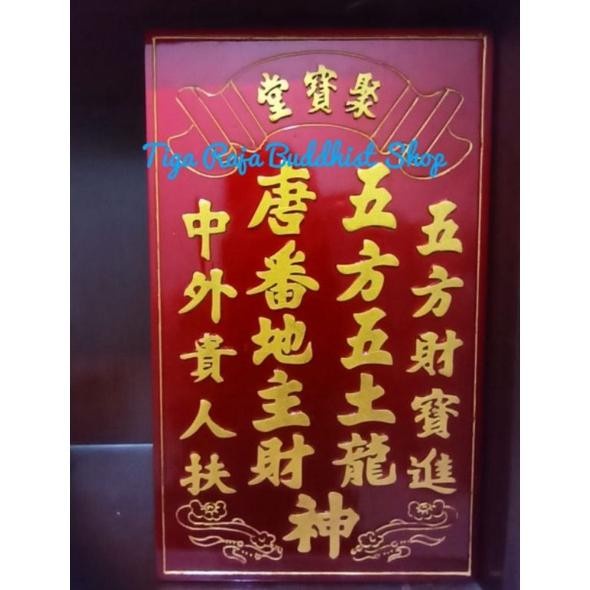 聚寶堂
Tiga Raja Buddhist Shop
五方財寶進
五方五土龍
唐番地主財
神
中外貴人扶